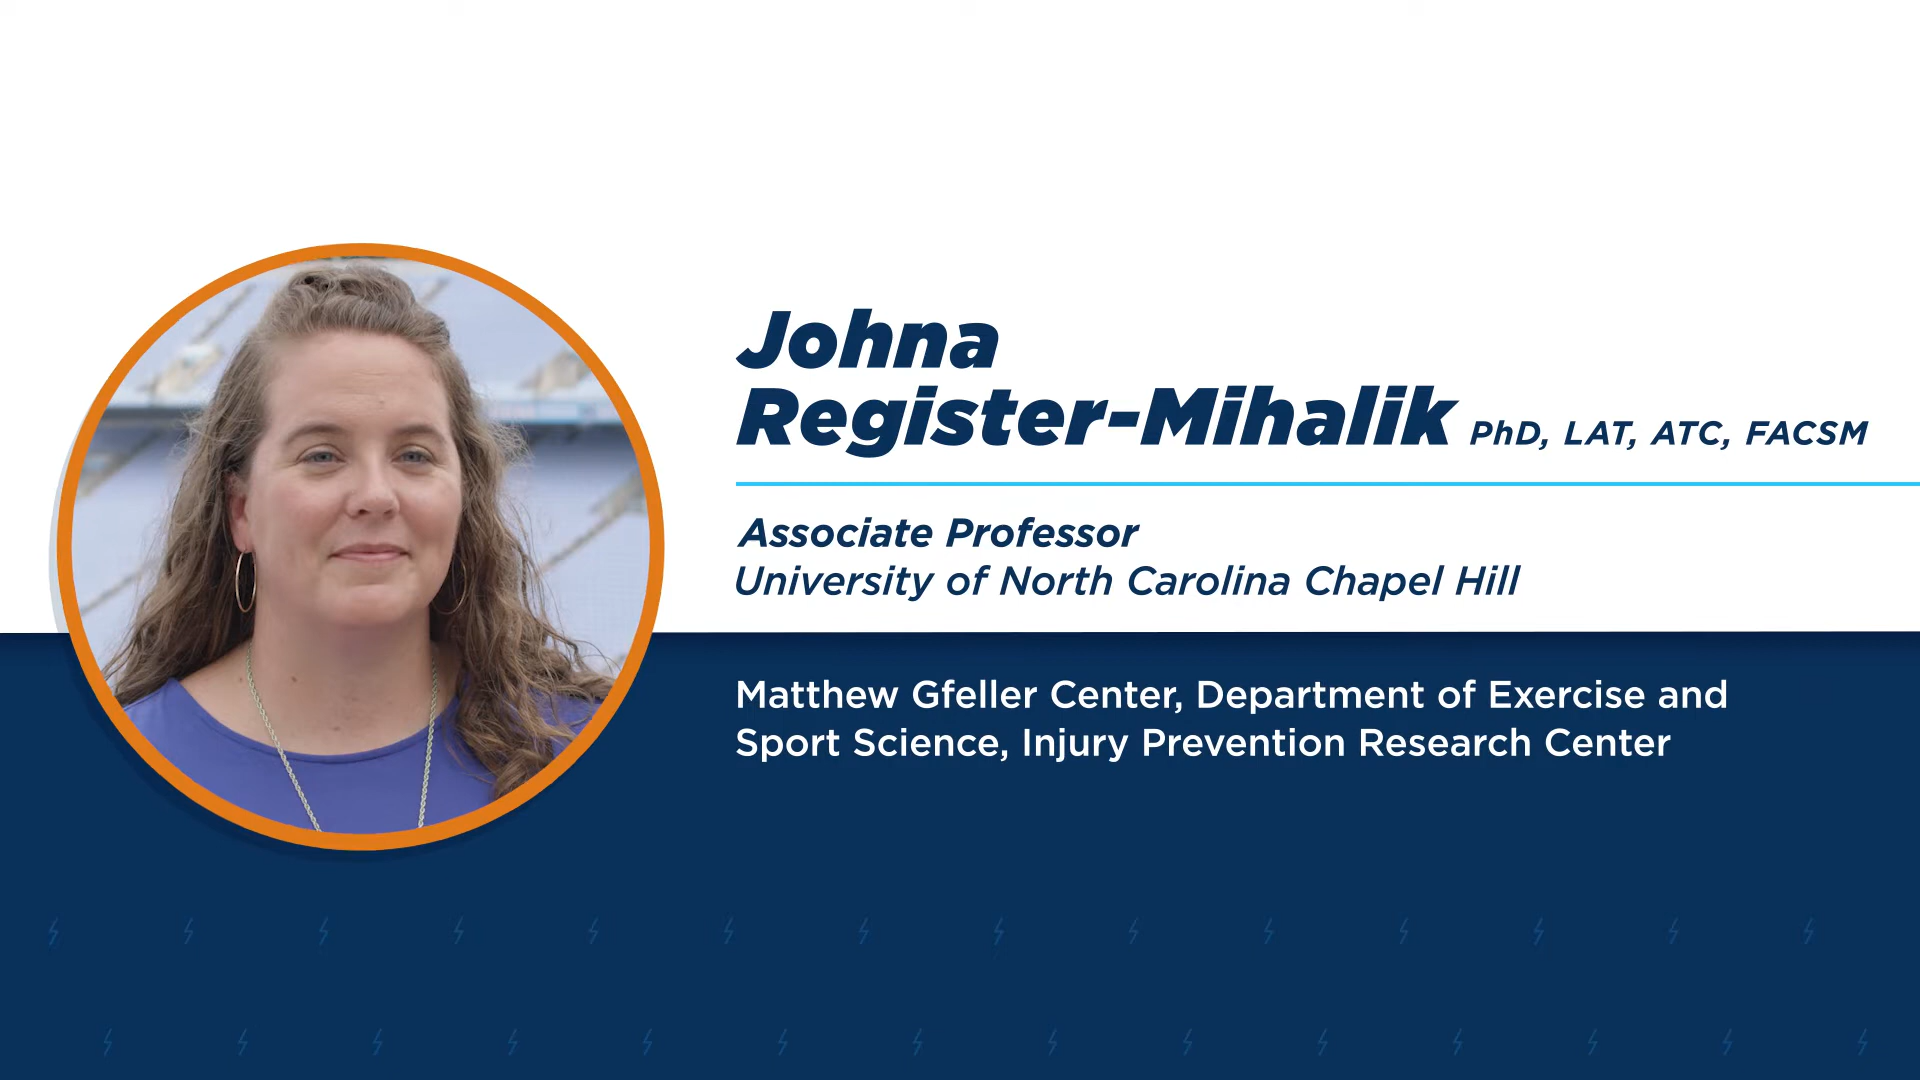 Johna
Register-Mihalik PhD, LAT, ATC, FACSM
Associate Professor
University of North Carolina Chapel Hill
Matthew Gfeller Center, Department of Exercise and
Sport Science, Injury Prevention Research Center